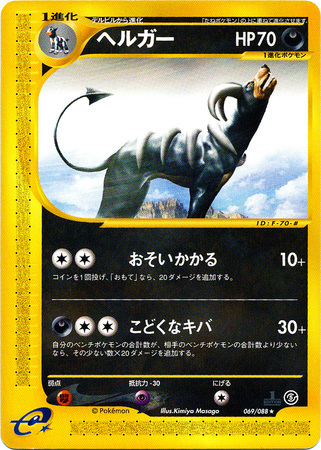 1進化
デルビルから進化
「たねポケモン」の上に重ねて進化させます。
ヘルガー HP70
1進化ポケモン
ID:F-70-#
おそいかかる 10+
コインを1回投げ、「おもて」なら、20ダメージを追加する。
こどくなキバ 30+
自分のベンチポケモンの合計数が、相手のベンチポケモンの合計数より少ない
なら、その少ない数×20ダメージを追加する。
弱点 抵抗力-30 にげる
1 EDITION
©Pokémon Illus.Kimiya Masago 069/088★
e